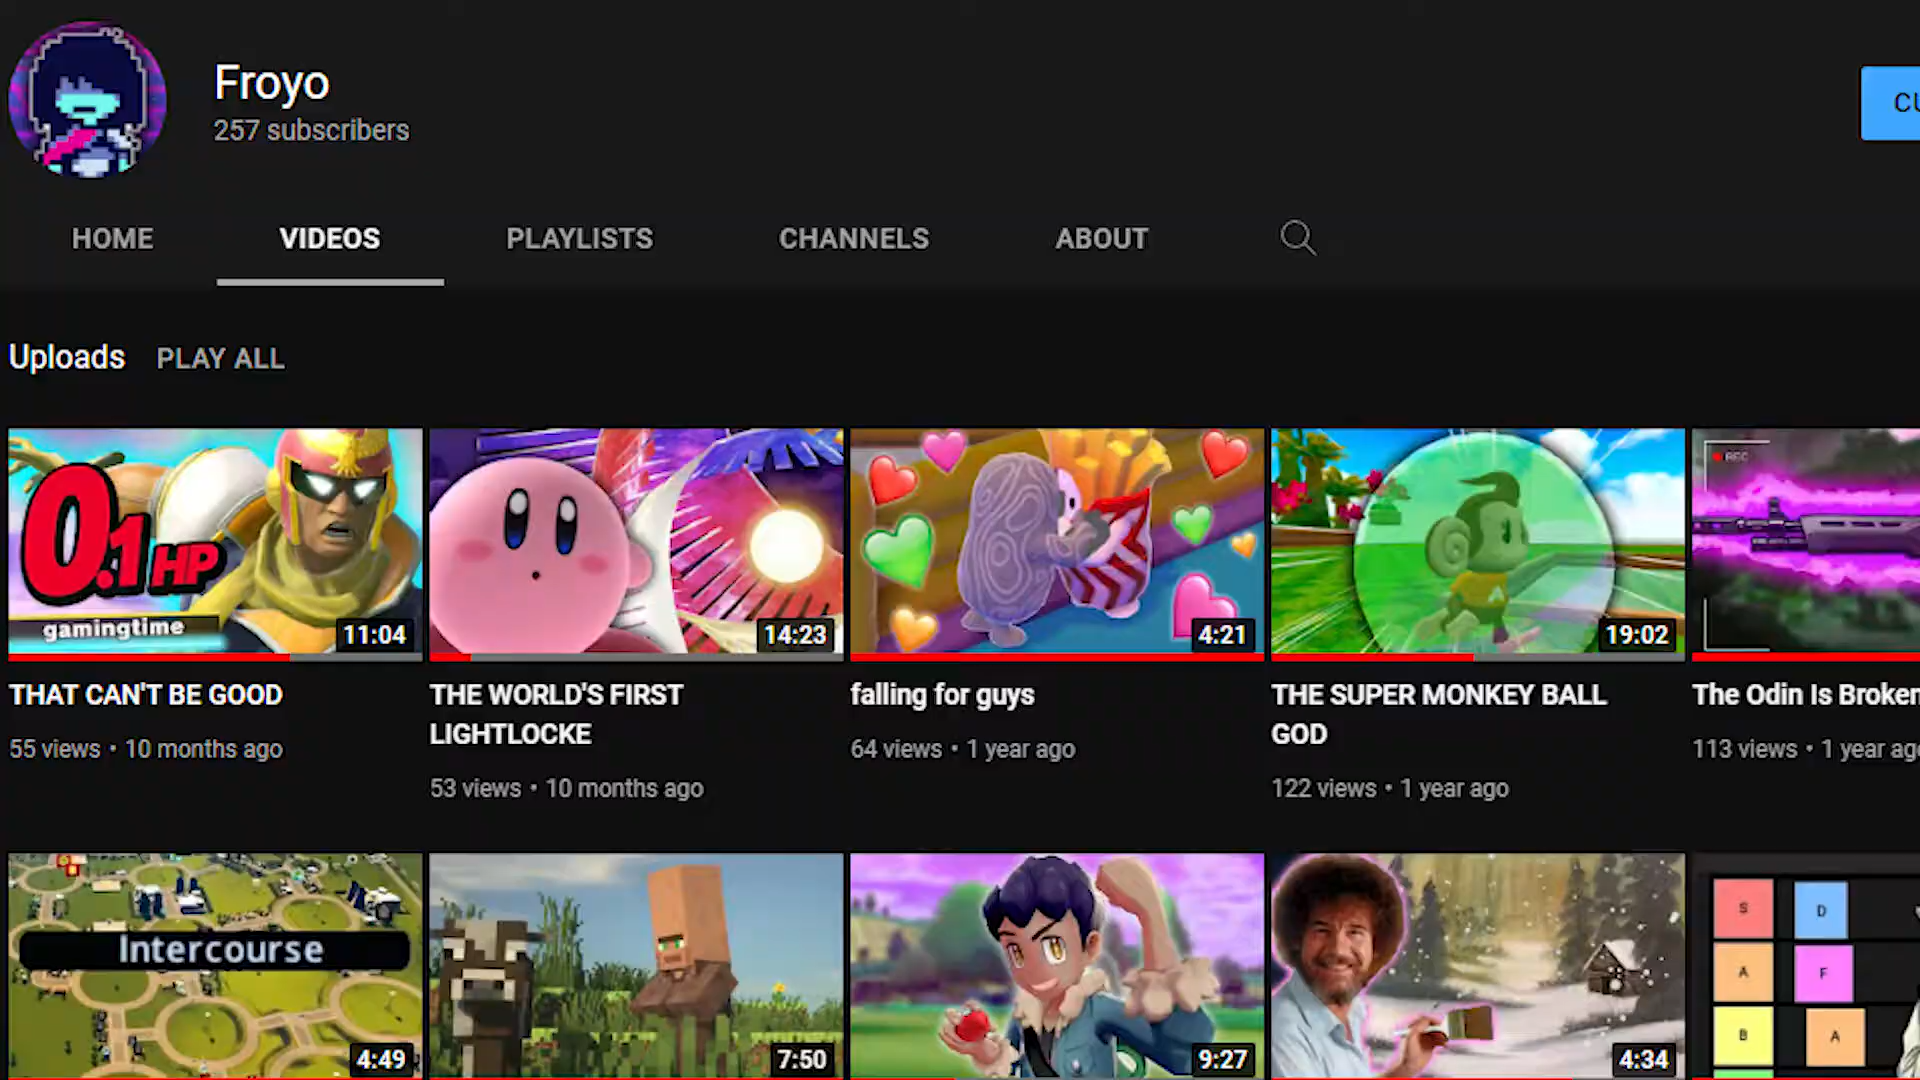 Froyo
257 subscribers
CU
HOME VIDEOS PLAYLISTS CHANNELS ABOUT
Uploads PLAY ALL
0.1 HP
gamingtime
11:04
14:23
4:21
19:02
REC
THAT CAN'T BE GOOD
55 views • 10 months ago
THE WORLD'S FIRST
LIGHTLOCKE
53 views • 10 months ago
falling for guys
64 views • 1 year ago
THE SUPER MONKEY BALL
GOD
122 views • 1 year ago
The Odin Is Broken
113 views • 1 year ago
Intercourse
4:49
7:50
9:27
4:34
S D
A F
B A